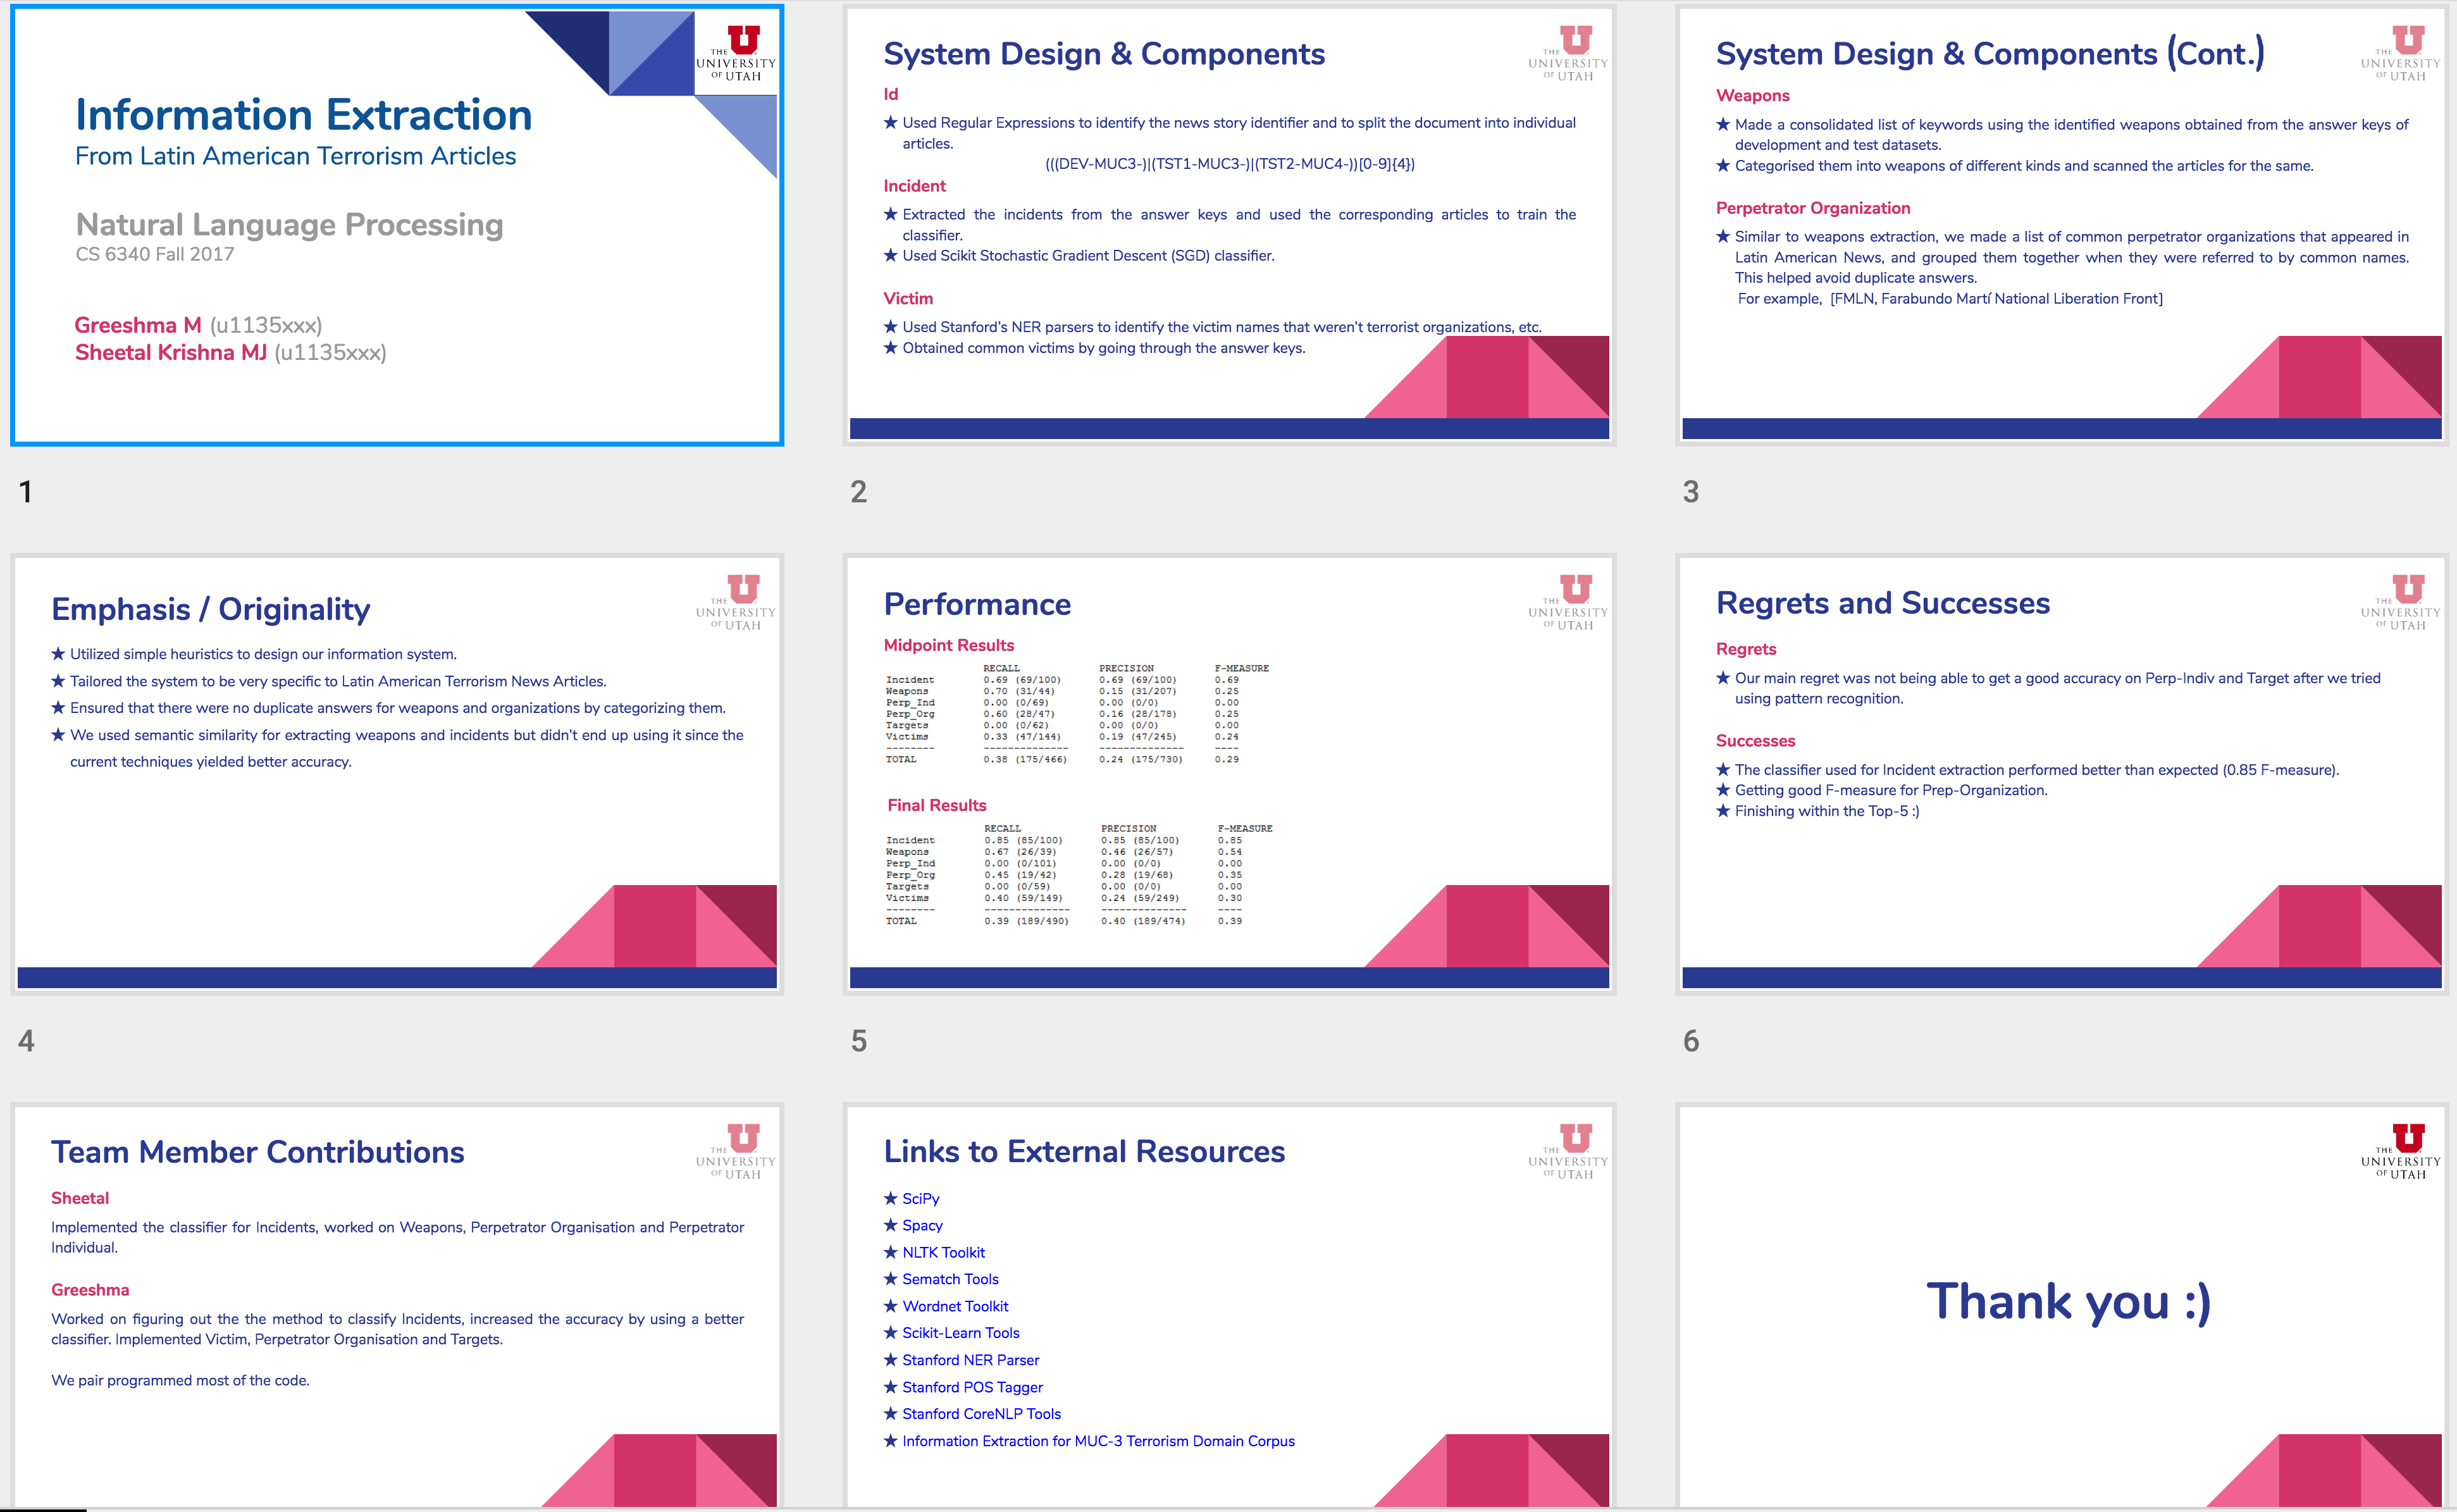 THE
UNIVERSITY
OF UTAH
Information Extraction
From Latin American Terrorism Articles
Natural Language Processing
CS 6340 Fall 2017
Greeshma M (u1135xxx)
Sheetal Krishna MJ (u1135xxx)
1
System Design & Components
THE
UNIVERSITY
OF UTAH
Id
★ Used Regular Expressions to identify the news story identifier and to split the document into individual
articles.
(((DEV-MUC3-)|(TST1-MUC3-)|(TST2-MUC4-))[0-9]{4})
Incident
★ Extracted the incidents from the answer keys and used the corresponding articles to train the
classifier.
★ Used Scikit Stochastic Gradient Descent (SGD) classifier.
Victim
★ Used Stanford's NER parsers to identify the victim names that weren't terrorist organizations, etc.
★ Obtained common victims by going through the answer keys.
2
System Design & Components (Cont.)
THE
UNIVERSITY
OF UTAH
Weapons
★ Made a consolidated list of keywords using the identified weapons obtained from the answer keys of
development and test datasets.
★ Categorised them into weapons of different kinds and scanned the articles for the same.
Perpetrator Organization
★ Similar to weapons extraction, we made a list of common perpetrator organizations that appeared in
Latin American News, and grouped them together when they were referred to by common names.
This helped avoid duplicate answers.
For example, [FMLN, Farabundo Martí National Liberation Front]
3
Emphasis / Originality
THE
UNIVERSITY
OF UTAH
★ Utilized simple heuristics to design our information system.
★ Tailored the system to be very specific to Latin American Terrorism News Articles.
★ Ensured that there were no duplicate answers for weapons and organizations by categorizing them.
★ We used semantic similarity for extracting weapons and incidents but didn't end up using it since the
current techniques yielded better accuracy.
4
Performance
THE
UNIVERSITY
OF UTAH
Midpoint Results
RECALL PRECISION F-MEASURE
Incident 0.69 (69/100) 0.69 (69/100) 0.69
Weapons 0.70 (31/44) 0.15 (31/207) 0.25
Perp_Ind 0.00 (0/69) 0.00 (0/0) 0.00
Perp_Org 0.60 (28/47) 0.16 (28/178) 0.25
Targets 0.00 (0/62) 0.00 (0/0) 0.00
Victims 0.33 (47/144) 0.19 (47/245) 0.24
-------- -------------- -------------- ----
TOTAL 0.38 (175/466) 0.24 (175/730) 0.29
Final Results
RECALL PRECISION F-MEASURE
Incident 0.85 (85/100) 0.85 (85/100) 0.85
Weapons 0.67 (26/39) 0.46 (26/57) 0.54
Perp_Ind 0.00 (0/101) 0.00 (0/0) 0.00
Perp_Org 0.45 (19/42) 0.28 (19/68) 0.35
Targets 0.00 (0/59) 0.00 (0/0) 0.00
Victims 0.40 (59/149) 0.24 (59/249) 0.30
-------- -------------- -------------- ----
TOTAL 0.39 (189/490) 0.40 (189/474) 0.39
5
Regrets and Successes
THE
UNIVERSITY
OF UTAH
Regrets
★ Our main regret was not being able to get a good accuracy on Perp-Indiv and Target after we tried
using pattern recognition.
Successes
★ The classifier used for Incident extraction performed better than expected (0.85 F-measure).
★ Getting good F-measure for Prep-Organization.
★ Finishing within the Top-5 :)
6
Team Member Contributions
THE
UNIVERSITY
OF UTAH
Sheetal
Implemented the classifier for Incidents, worked on Weapons, Perpetrator Organisation and Perpetrator
Individual.
Greeshma
Worked on figuring out the the method to classify Incidents, increased the accuracy by using a better
classifier. Implemented Victim, Perpetrator Organisation and Targets.
We pair programmed most of the code.
Links to External Resources
THE
UNIVERSITY
OF UTAH
★ SciPy
★ Spacy
★ NLTK Toolkit
★ Sematch Tools
★ Wordnet Toolkit
★ Scikit-Learn Tools
★ Stanford NER Parser
★ Stanford POS Tagger
★ Stanford CoreNLP Tools
★ Information Extraction for MUC-3 Terrorism Domain Corpus
THE
UNIVERSITY
OF UTAH
Thank you :)